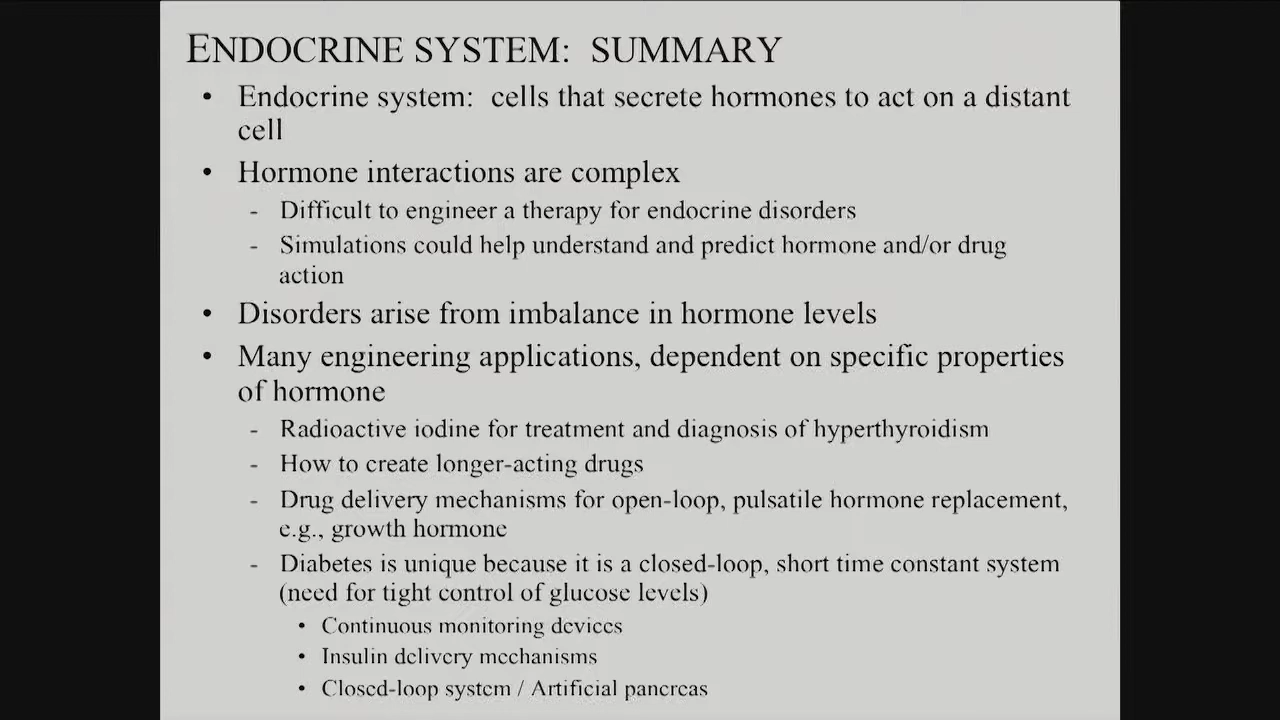 ENDOCRINE SYSTEM: SUMMARY
• Endocrine system: cells that secrete hormones to act on a distant
cell
• Hormone interactions are complex
- Difficult to engineer a therapy for endocrine disorders
- Simulations could help understand and predict hormone and/or drug
action
• Disorders arise from imbalance in hormone levels
• Many engineering applications, dependent on specific properties
of hormone
- Radioactive iodine for treatment and diagnosis of hyperthyroidism
- How to create longer-acting drugs
- Drug delivery mechanisms for open-loop, pulsatile hormone replacement,
e.g., growth hormone
- Diabetes is unique because it is a closed-loop, short time constant system
(need for tight control of glucose levels)
• Continuous monitoring devices
• Insulin delivery mechanisms
• Closed-loop system / Artificial pancreas